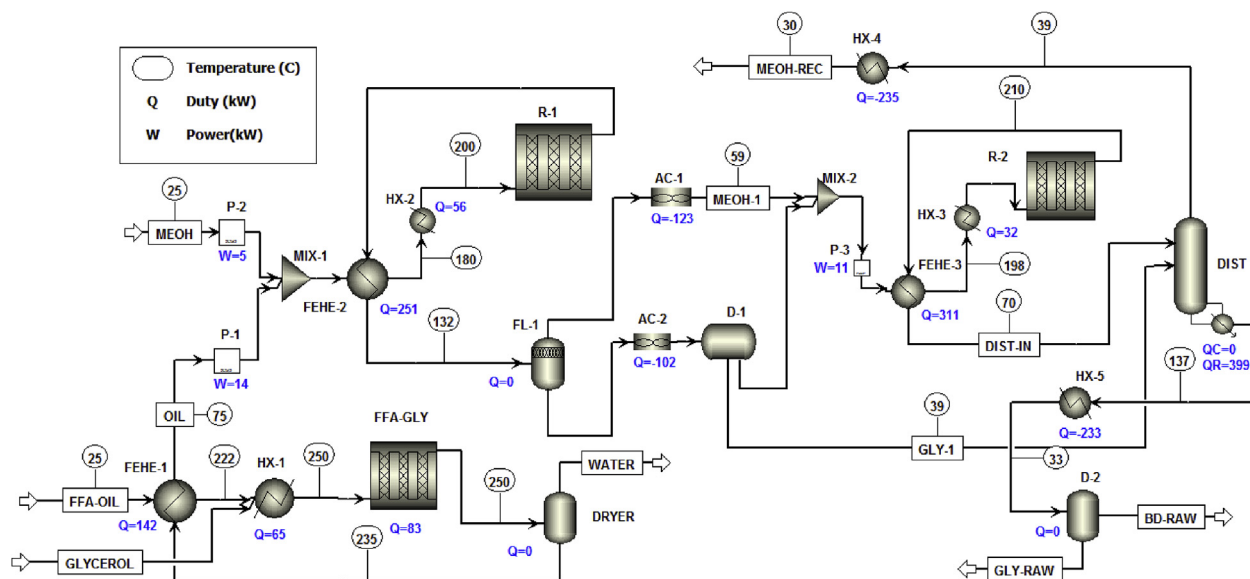 Temperature (C)
Q Duty (kW)
W Power(kW)
30
HX-4
39
MEOH-REC
Q=-235
R-1
210
200
R-2
AC-1
59
MIX-2
25
P-2
HX-2
Q=56
MEOH-1
HX-3
MEOH
Q=-123
Q=32
W=5
MIX-1
180
P-3
W=11
FEHE-3
198
DIST
FEHE-2
Q=251
Q=311
132
FL-1
AC-2
D-1
70
P-1
DIST-IN
QC=0
QR=399
W=14
Q=0
Q=-102
HX-5
137
OIL
75
FFA-GLY
39
Q=-233
25
FEHE-1
222
HX-1
250
WATER
GLY-1
33
FFA-OIL
250
D-2
Q=142
Q=65
Q=83
DRYER
Q=0
BD-RAW
GLYCEROL
235
Q=0
GLY-RAW